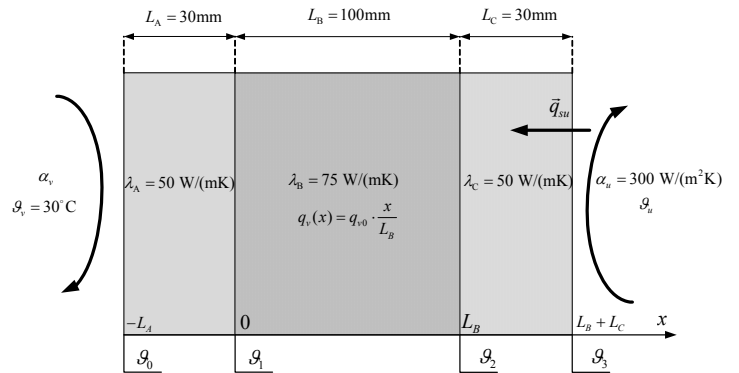 L_A = 30mm
L_B = 100mm
L_C = 30mm
q⃗_su
α_v
ϑ_v = 30°C
λ_A = 50 W/(mK)
λ_B = 75 W/(mK)
q_v(x) = q_v0 · x/L_B
λ_C = 50 W/(mK)
α_u = 300 W/(m²K)
ϑ_u
−L_A
0
L_B
L_B + L_C
x
ϑ_0
ϑ_1
ϑ_2
ϑ_3